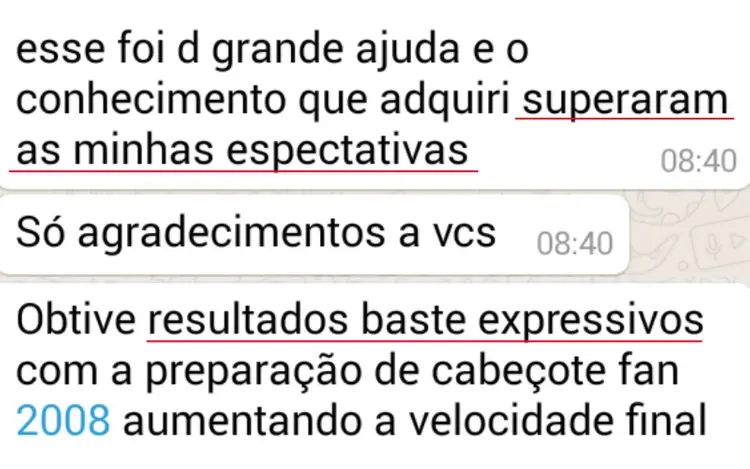 esse foi d grande ajuda e o
conhecimento que adquiri superaram
as minhas espectativas
08:40
Só agradecimentos a vcs
08:40
Obtive resultados baste expressivos
com a preparação de cabeçote fan
2008 aumentando a velocidade final